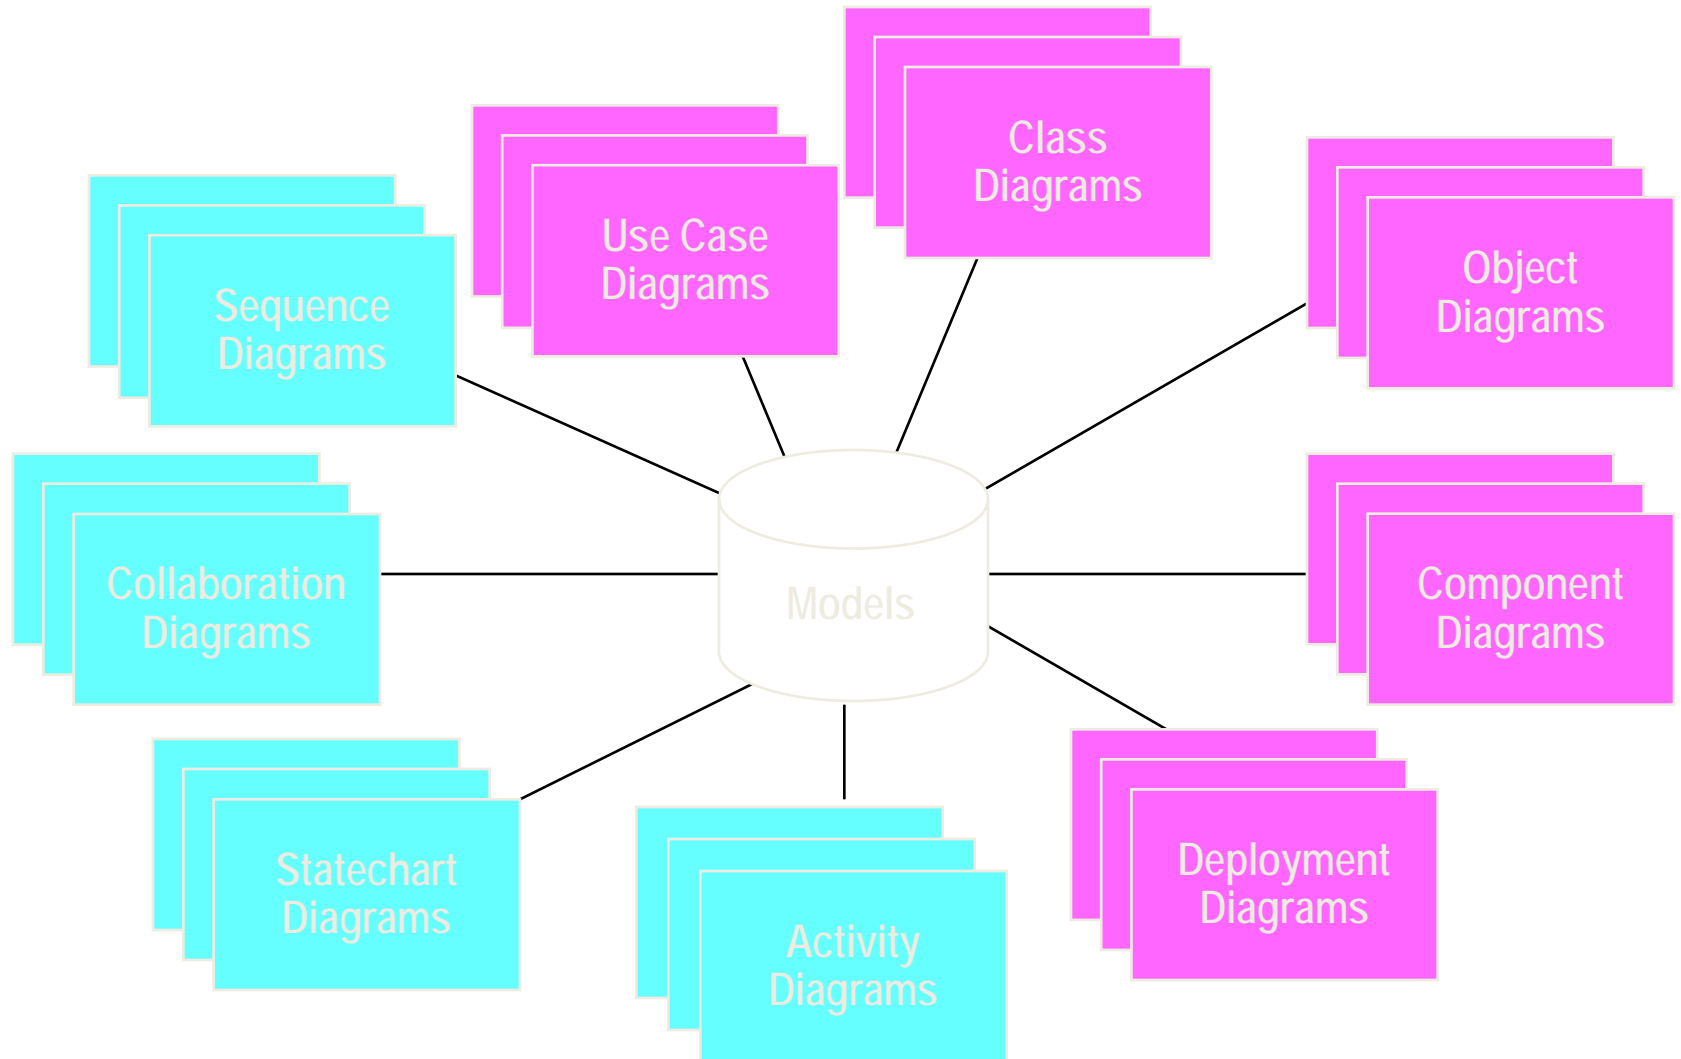 Class
Diagrams
Use Case
Diagrams
Object
Diagrams
Sequence
Diagrams
Collaboration
Diagrams
Models
Component
Diagrams
Statechart
Diagrams
Deployment
Diagrams
Activity
Diagrams